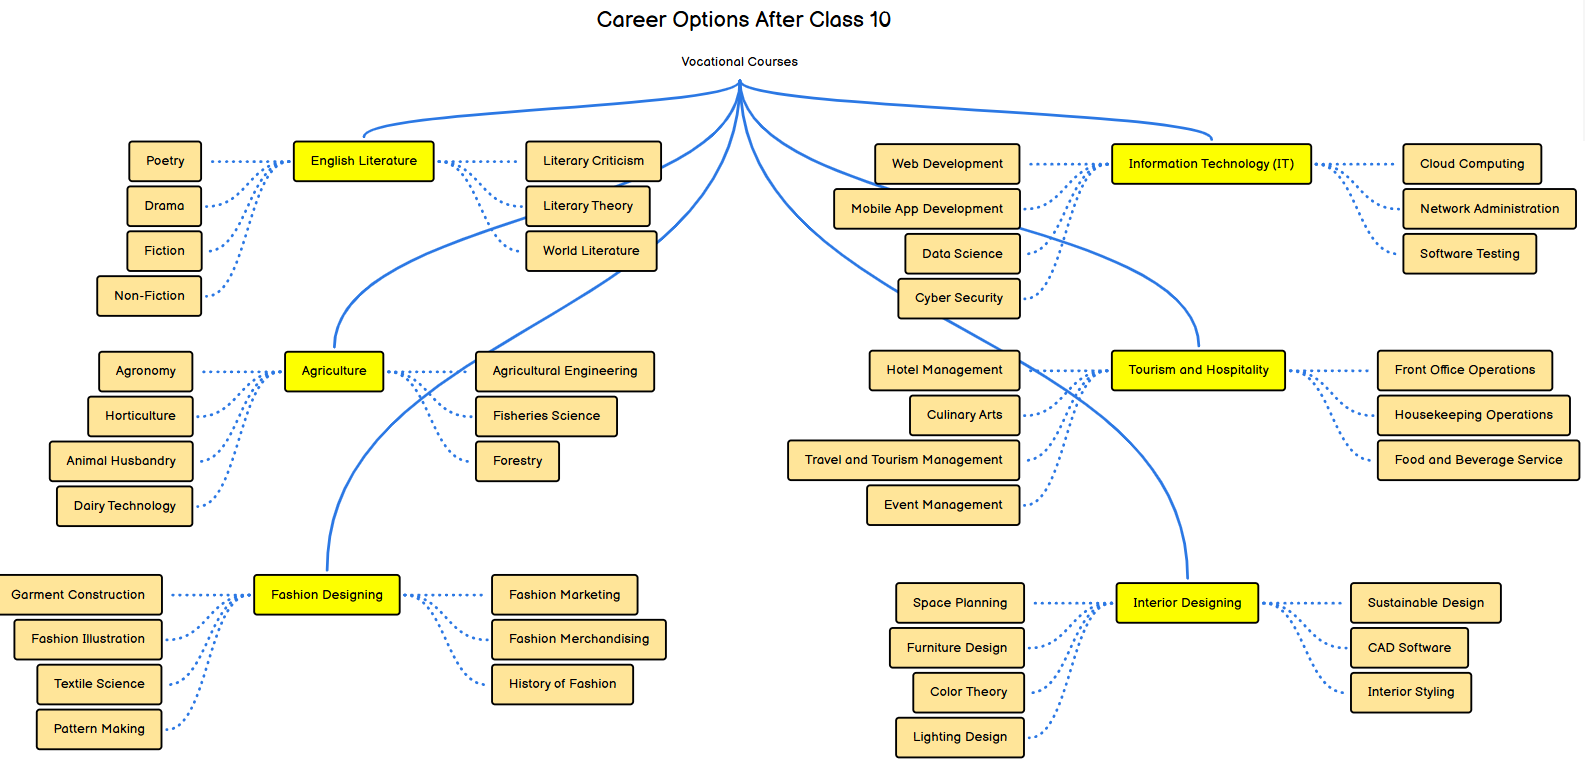 Career Options After Class 10
Vocational Courses
English Literature
Poetry
Drama
Fiction
Non-Fiction
Literary Criticism
Literary Theory
World Literature
Information Technology (IT)
Web Development
Mobile App Development
Data Science
Cyber Security
Cloud Computing
Network Administration
Software Testing
Agriculture
Agronomy
Horticulture
Animal Husbandry
Dairy Technology
Agricultural Engineering
Fisheries Science
Forestry
Tourism and Hospitality
Hotel Management
Culinary Arts
Travel and Tourism Management
Event Management
Front Office Operations
Housekeeping Operations
Food and Beverage Service
Fashion Designing
Garment Construction
Fashion Illustration
Textile Science
Pattern Making
Fashion Marketing
Fashion Merchandising
History of Fashion
Interior Designing
Space Planning
Furniture Design
Color Theory
Lighting Design
Sustainable Design
CAD Software
Interior Styling